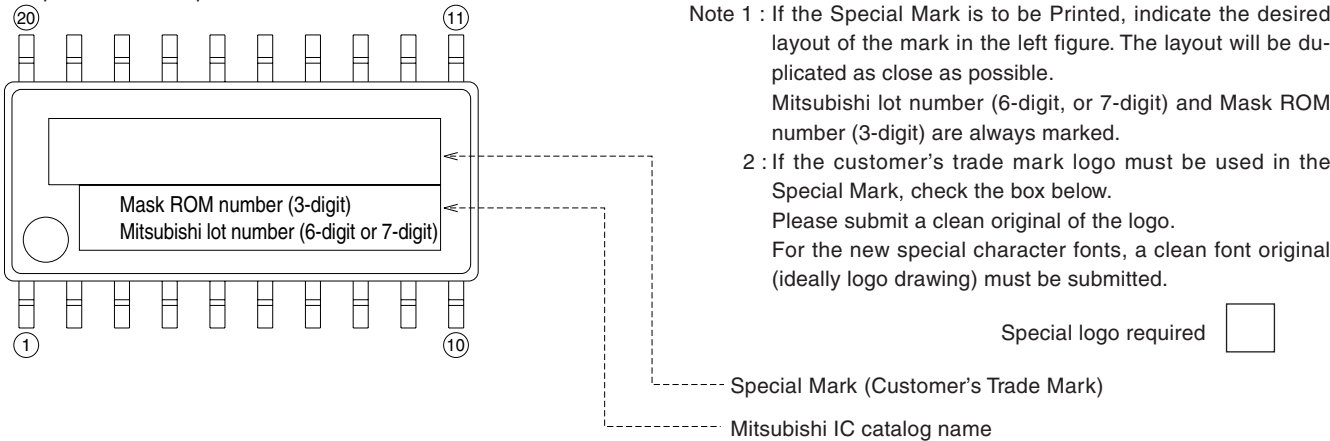 20
11
Mask ROM number (3-digit)
Mitsubishi lot number (6-digit or 7-digit)
1
10
Note 1 : If the Special Mark is to be Printed, indicate the desired
layout of the mark in the left figure. The layout will be du-
plicated as close as possible.
Mitsubishi lot number (6-digit, or 7-digit) and Mask ROM
number (3-digit) are always marked.
2 : If the customer's trade mark logo must be used in the
Special Mark, check the box below.
Please submit a clean original of the logo.
For the new special character fonts, a clean font original
(ideally logo drawing) must be submitted.
Special logo required
Special Mark (Customer's Trade Mark)
Mitsubishi IC catalog name